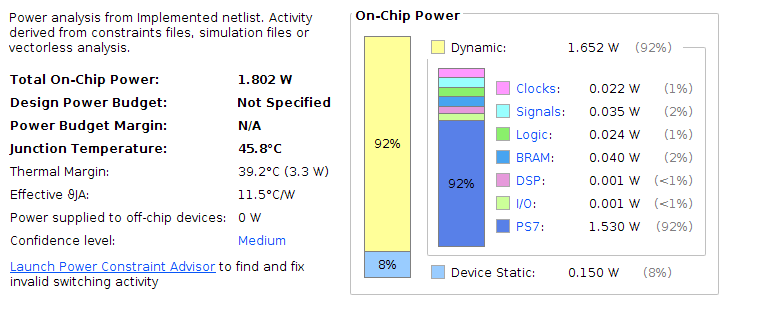 Power analysis from Implemented netlist. Activity
derived from constraints files, simulation files or
vectorless analysis.
Total On-Chip Power: 1.802 W
Design Power Budget: Not Specified
Power Budget Margin: N/A
Junction Temperature: 45.8°C
Thermal Margin: 39.2°C (3.3 W)
Effective ϑJA: 11.5°C/W
Power supplied to off-chip devices: 0 W
Confidence level: Medium
Launch Power Constraint Advisor to find and fix
invalid switching activity
On-Chip Power
92%
8%
Dynamic: 1.652 W (92%)
92%
Clocks: 0.022 W (1%)
Signals: 0.035 W (2%)
Logic: 0.024 W (1%)
BRAM: 0.040 W (2%)
DSP: 0.001 W (<1%)
I/O: 0.001 W (<1%)
PS7: 1.530 W (92%)
Device Static: 0.150 W (8%)